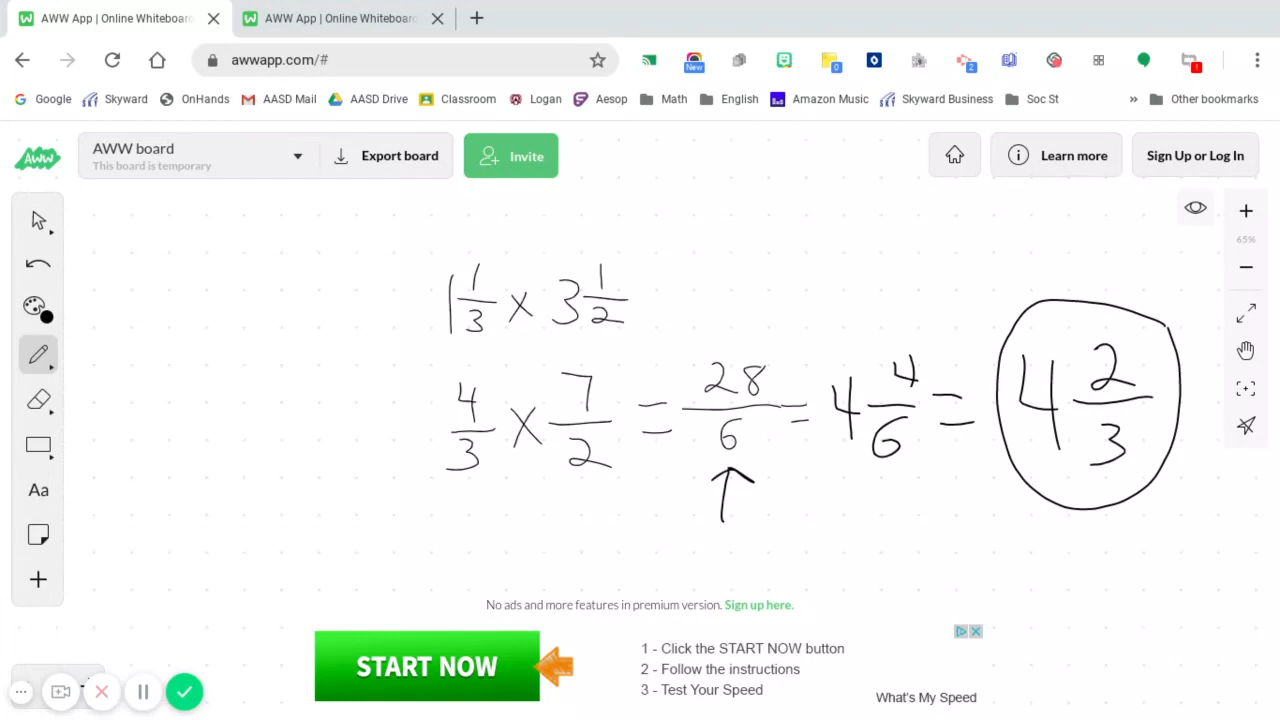 AWW App | Online Whiteboard
AWW App | Online Whiteboard
awwapp.com/#
New
0
2
1
Google Skyward OnHands AASD Mail AASD Drive Classroom Logan Aesop Math English Amazon Music Skyward Business Soc St » Other bookmarks
AWW
AWW board
This board is temporary
Export board
Invite
Learn more
Sign Up or Log In
65%
Aa
1 1/3 × 3 1/2
4/3 × 7/2 = 28/6 = 4 4/6 = 4 2/3
No ads and more features in premium version. Sign up here.
START NOW
1 - Click the START NOW button
2 - Follow the instructions
3 - Test Your Speed
What's My Speed